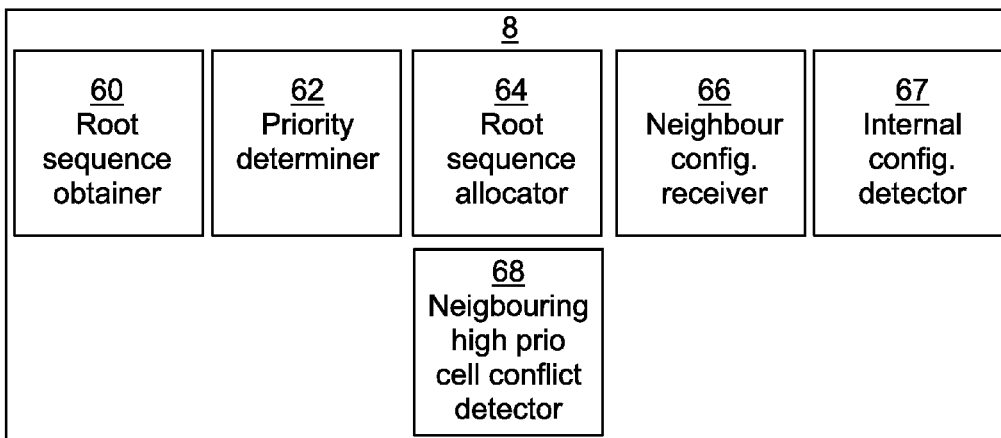 8
60
Root
sequence
obtainer
62
Priority
determiner
64
Root
sequence
allocator
66
Neighbour
config.
receiver
67
Internal
config.
detector
68
Neigbouring
high prio
cell conflict
detector